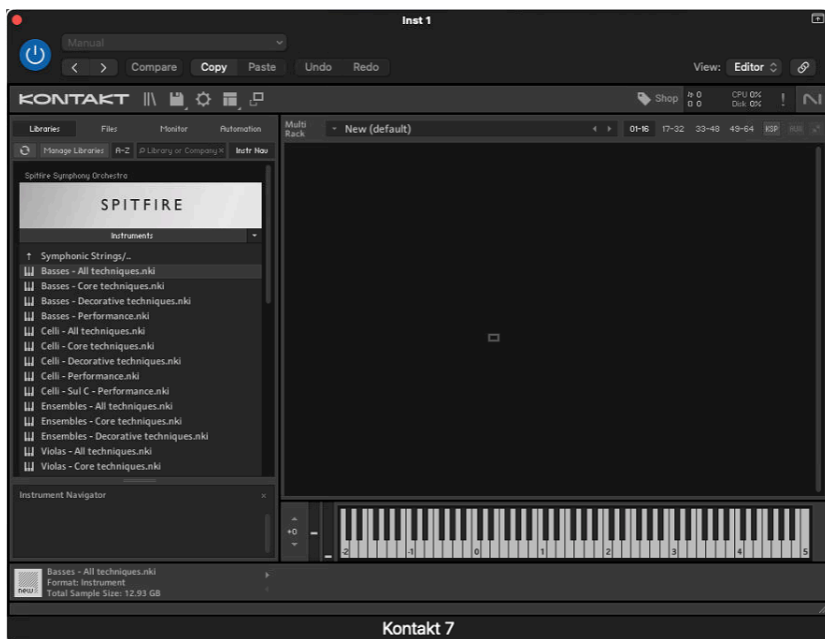 Inst 1
Manual
Compare Copy Paste Undo Redo View: Editor
KONTAKT Shop 0 CPU 0%
0 0 Disk 0%
Libraries Files Monitor Automation
Multi Rack New (default) 01-16 17-32 33-48 49-64 KSP AUX
Manage Libraries A-Z Library or Company Instr Nav
Spitfire Symphony Orchestra
SPITFIRE
Instruments
Symphonic Strings/..
Basses - All techniques.nki
Basses - Core techniques.nki
Basses - Decorative techniques.nki
Basses - Performance.nki
Celli - All techniques.nki
Celli - Core techniques.nki
Celli - Decorative techniques.nki
Celli - Performance.nki
Celli - Sul C - Performance.nki
Ensembles - All techniques.nki
Ensembles - Core techniques.nki
Ensembles - Decorative techniques.nki
Violas - All techniques.nki
Violas - Core techniques.nki
Instrument Navigator ×
+0
-2 -1 0 1 2 3 4 5
Basses - All techniques.nki
Format: Instrument
new Total Sample Size: 12,93 GB
Kontakt 7